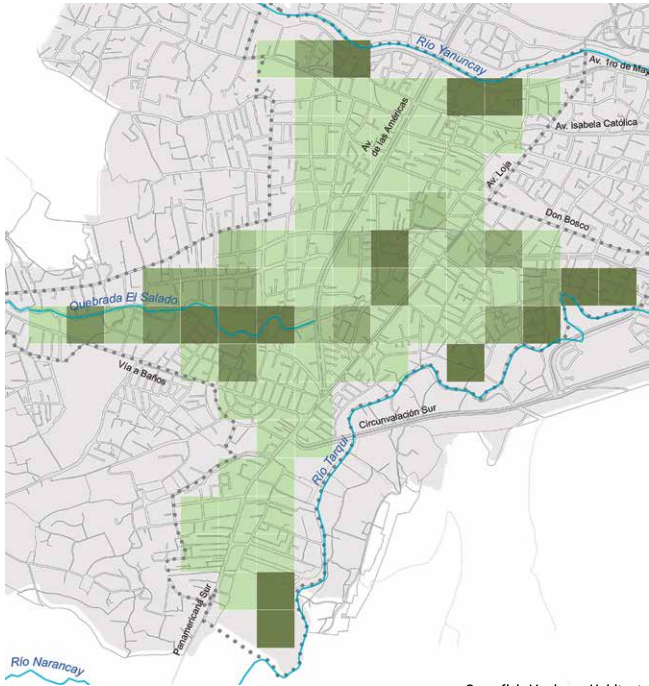 Río Yanuncay
Av. 1ro de May
Av. Isabela Católica
Av.
de las Américas
Av. Loja
Don Bosco
Quebrada El Salado
Vía a Baños
Circunvalación Sur
Río Tarqui
Panamericana Sur
Río Narancay